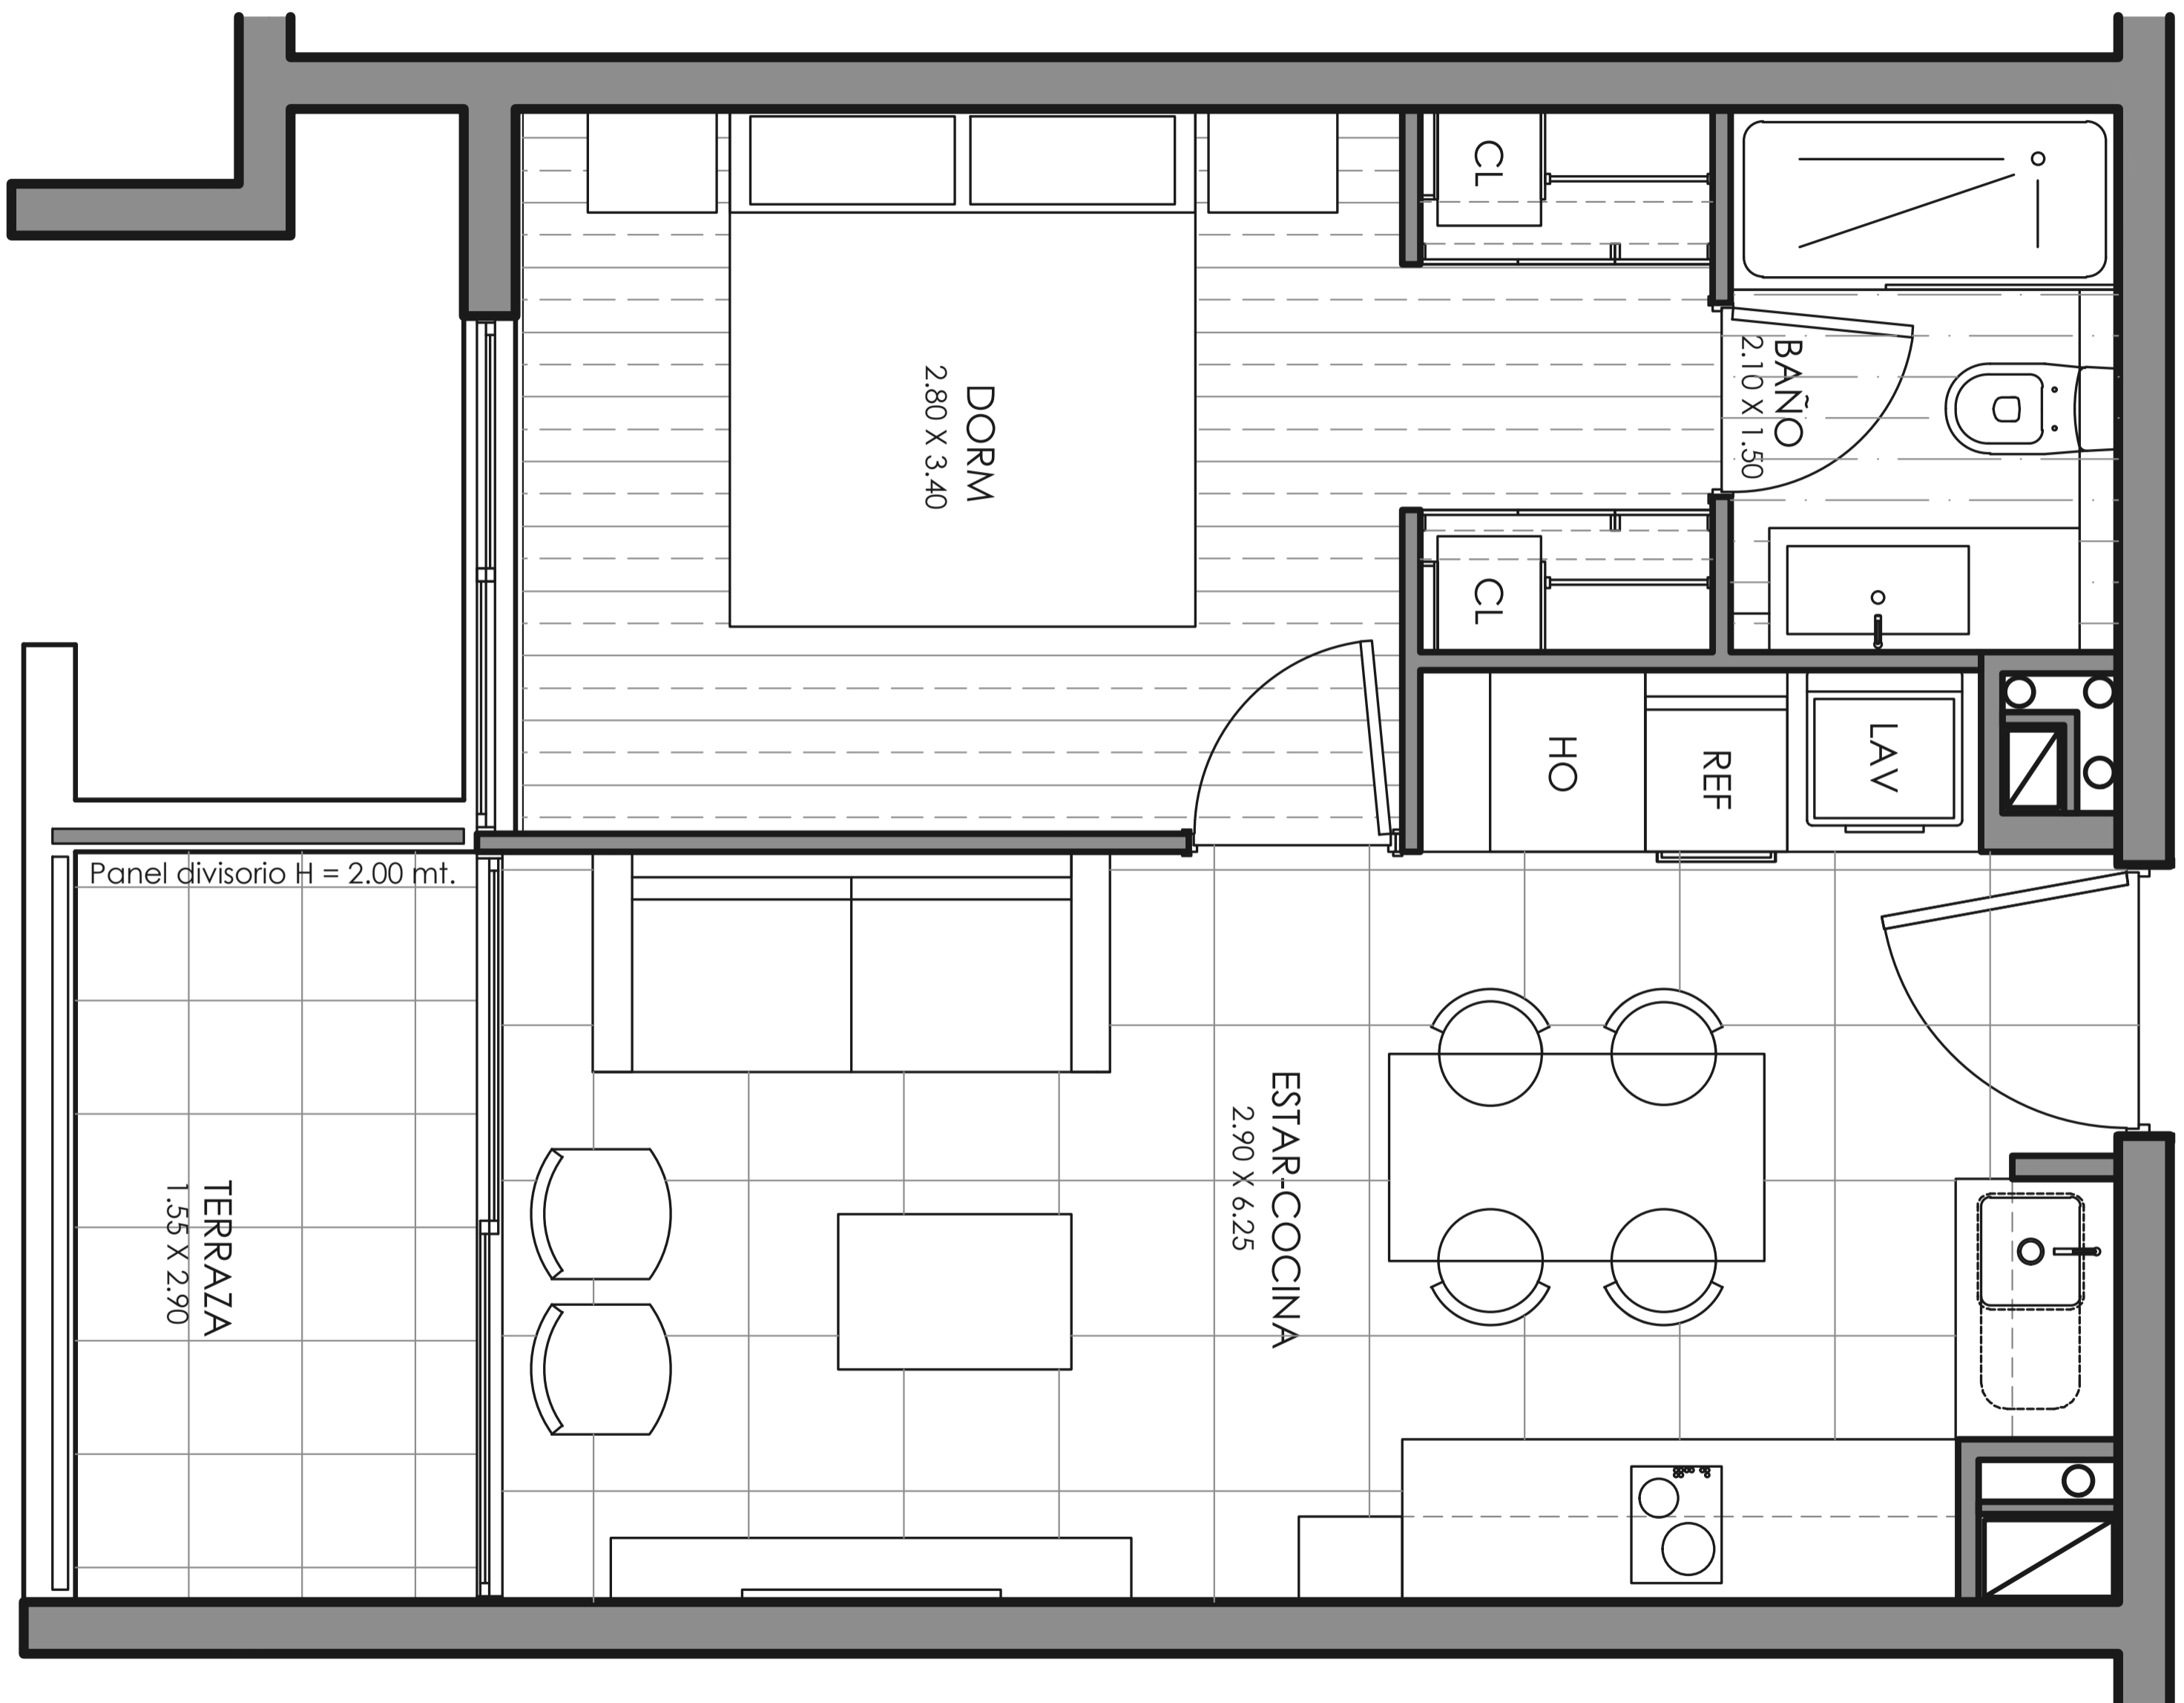 CL
BAÑO
2.10 X 1.50
DORM
2.80 X 3.40
CL
HO
REF
LAV
Panel divisorio H = 2.00 mt.
ESTAR-COCINA
2.90 X 6.25
TERRAZA
1.55 X 2.90